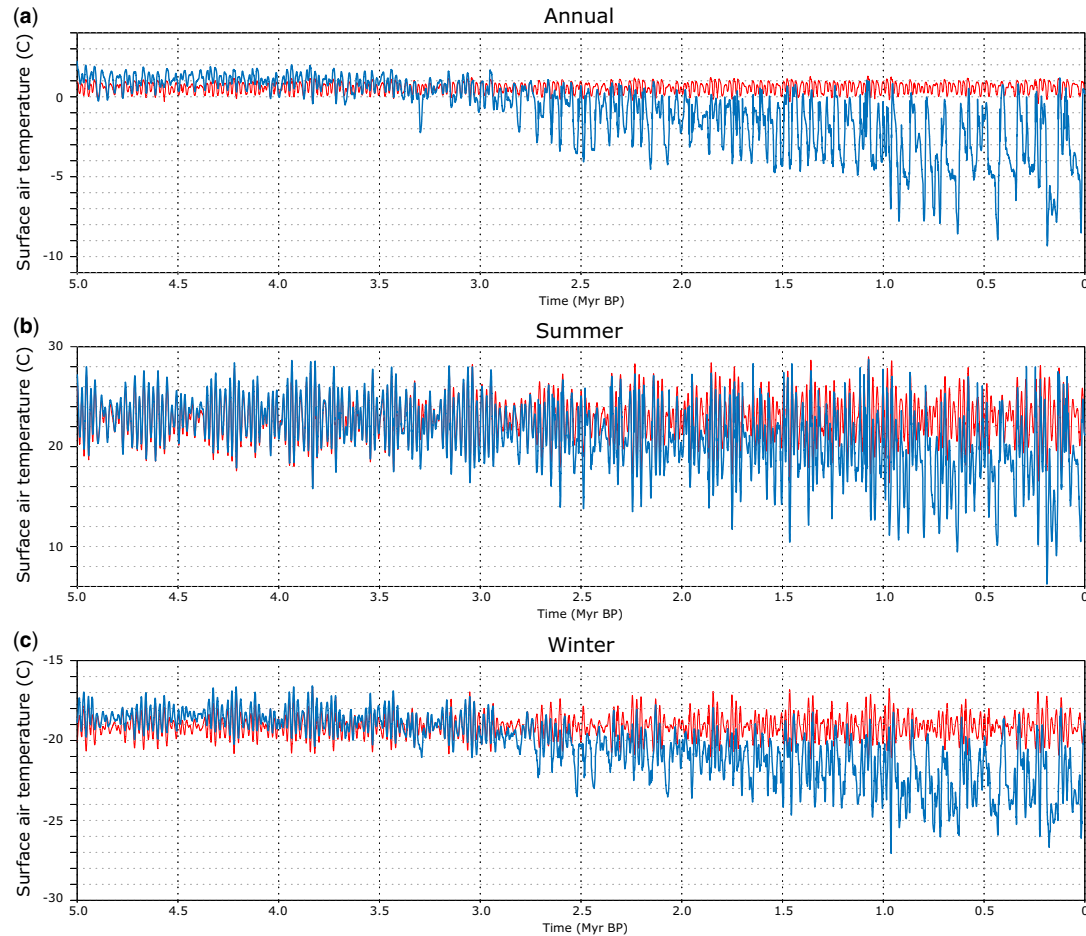 (a)
Annual
Surface air temperature (C)
0
-5
-10
5.0 4.5 4.0 3.5 3.0 2.5 2.0 1.5 1.0 0.5 0
Time (Myr BP)
(b)
Summer
Surface air temperature (C)
30
20
10
5.0 4.5 4.0 3.5 3.0 2.5 2.0 1.5 1.0 0.5 0
Time (Myr BP)
(c)
Winter
Surface air temperature (C)
-15
-20
-25
-30
5.0 4.5 4.0 3.5 3.0 2.5 2.0 1.5 1.0 0.5 0
Time (Myr BP)